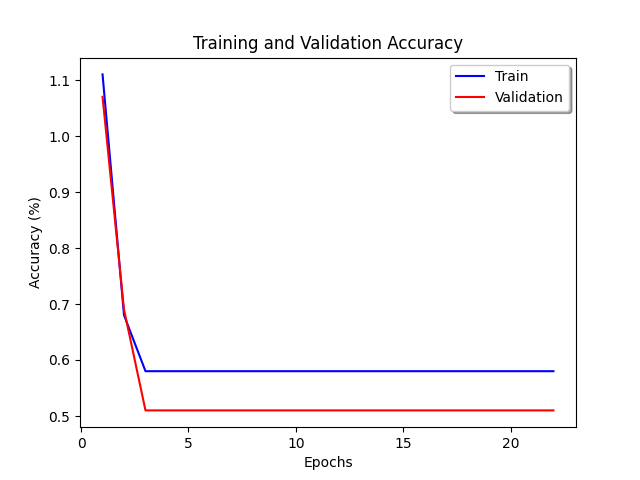 Training and Validation Accuracy
Train
Validation
Accuracy (%)
1.1
1.0
0.9
0.8
0.7
0.6
0.5
0 5 10 15 20
Epochs